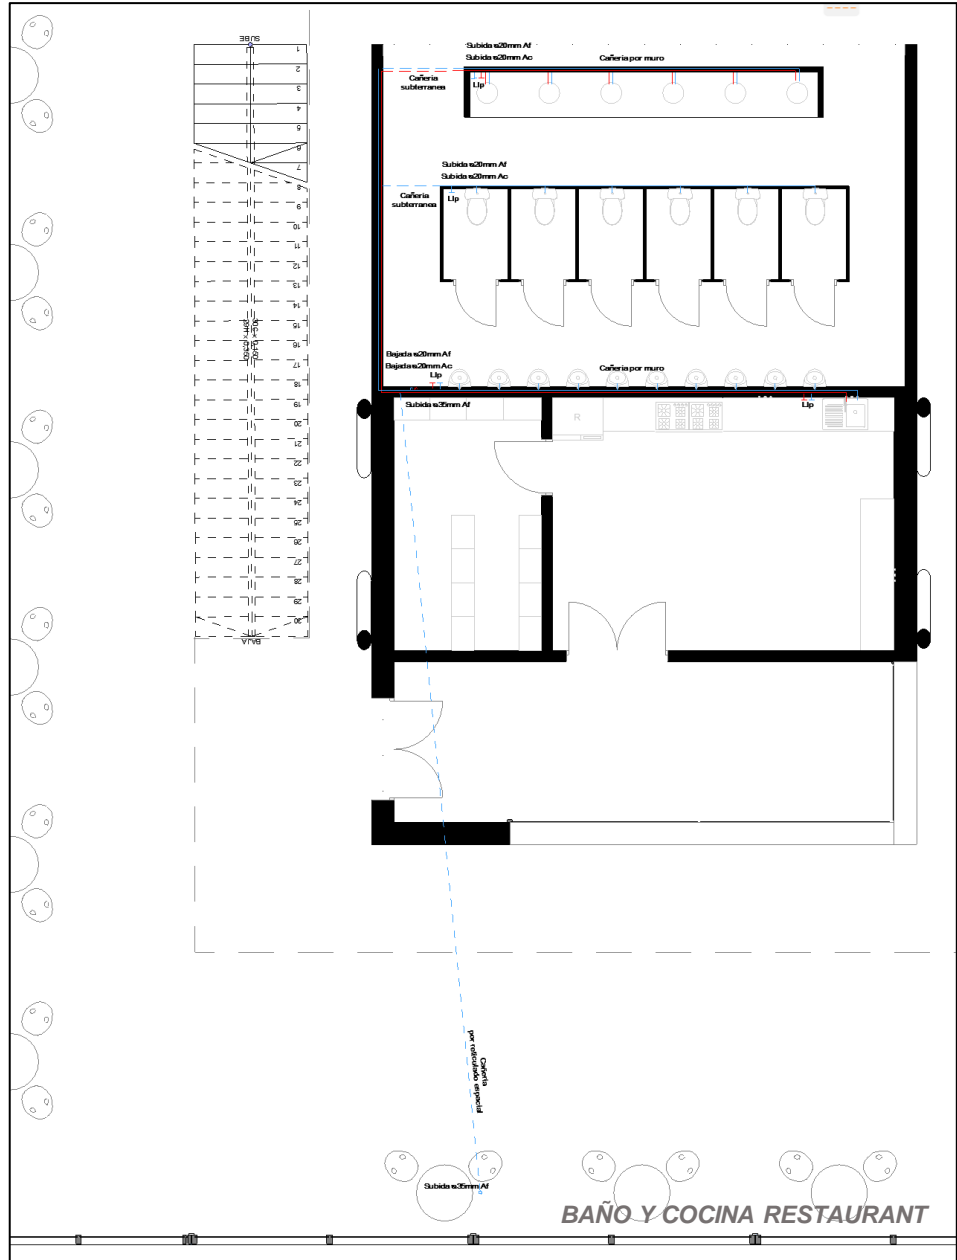 SUBE
1
2
3
4
5
6
7
8
9
10
11
12
13
14
15
16
17
18
19
20
21
22
23
24
25
26
27
28
29
30
BAJA
Subida ø20mm Af
Subida ø20mm Ac
Cañería por muro
Cañería
subterranea
Llp
Subida ø20mm Af
Subida ø20mm Ac
Cañería
subterranea
Llp
Bajada ø20mm Af
Bajada ø20mm Ac
Llp
Cañería por muro
Subida ø35mm Af
Llp
R
Cañería
por reticulado espacial
Subida ø35mm Af
BAÑO Y COCINA RESTAURANT